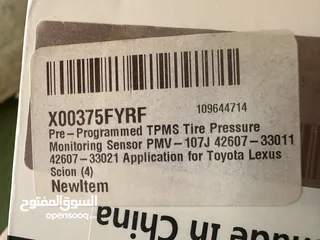 X00375FYRF
109644714
Pre-Programmed TPMS Tire Pressure
Monitoring Sensor PMV-107J 42607-33011
42607-33021 Application for Toyota Lexus
Scion (4)
NewItem
السوق المفتوح
opensooq.com
Made in China